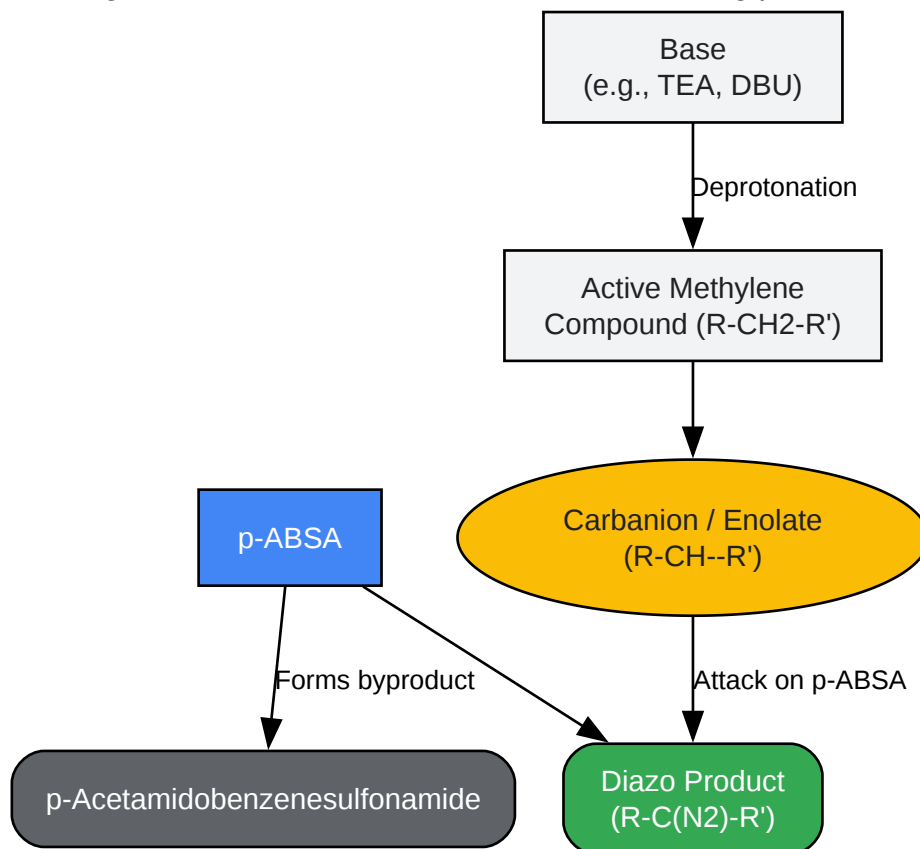 Base
(e.g., TEA, DBU)
Deprotonation
Active Methylene
Compound (R-CH2-R')
Carbanion / Enolate
(R-CH--R')
p-ABSA
Forms byproduct
Attack on p-ABSA
p-Acetamidobenzenesulfonamide
Diazo Product
(R-C(N2)-R')